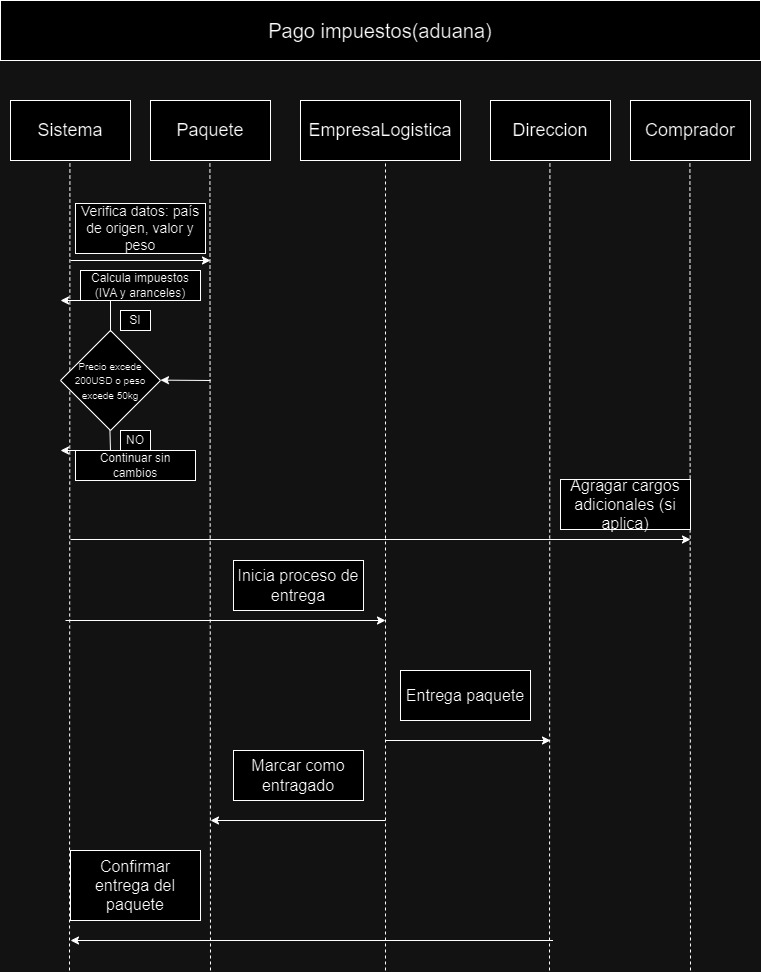 Pago impuestos(aduana)
Sistema
Paquete
EmpresaLogistica
Direccion
Comprador
Verifica datos: país
de origen, valor y
peso
Calcula impuestos
(IVA y aranceles)
SI
Precio excede
200USD o peso
excede 50kg
NO
Continuar sin
cambios
Agragar cargos
adicionales (si
aplica)
Inicia proceso de
entrega
Entrega paquete
Marcar como
entragado
Confirmar
entrega del
paquete